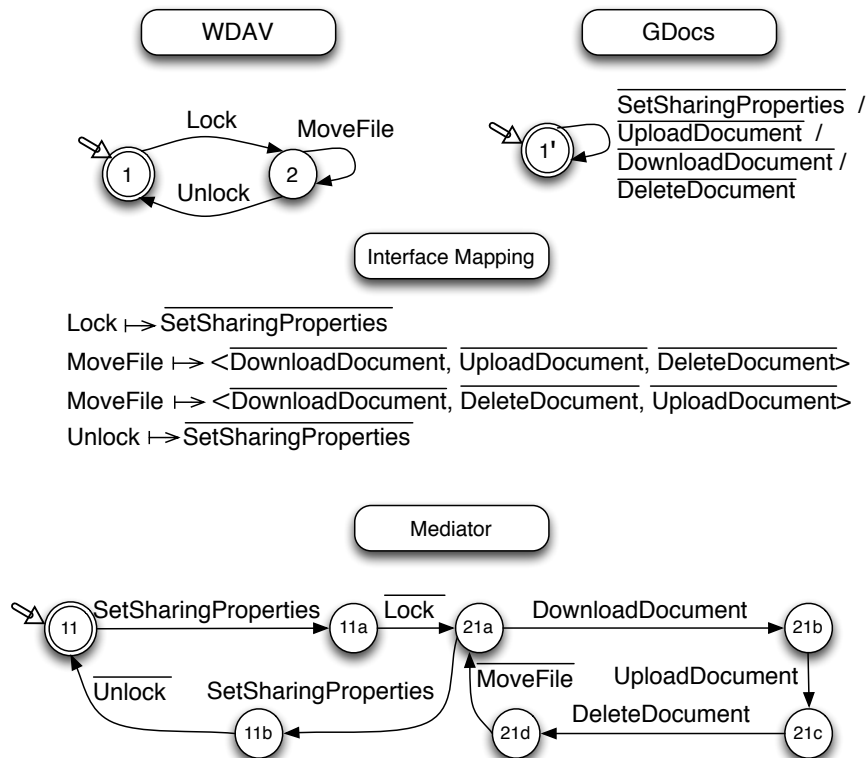 WDAV
GDocs
Lock
MoveFile
Unlock
1
2
1'
SetSharingProperties /
UploadDocument /
DownloadDocument /
DeleteDocument
Interface Mapping
Lock ↦ SetSharingProperties
MoveFile ↦ <DownloadDocument, UploadDocument, DeleteDocument>
MoveFile ↦ <DownloadDocument, DeleteDocument, UploadDocument>
Unlock ↦ SetSharingProperties
Mediator
11
SetSharingProperties
11a
Lock
21a
DownloadDocument
21b
Unlock
SetSharingProperties
MoveFile
UploadDocument
DeleteDocument
11b
21d
21c